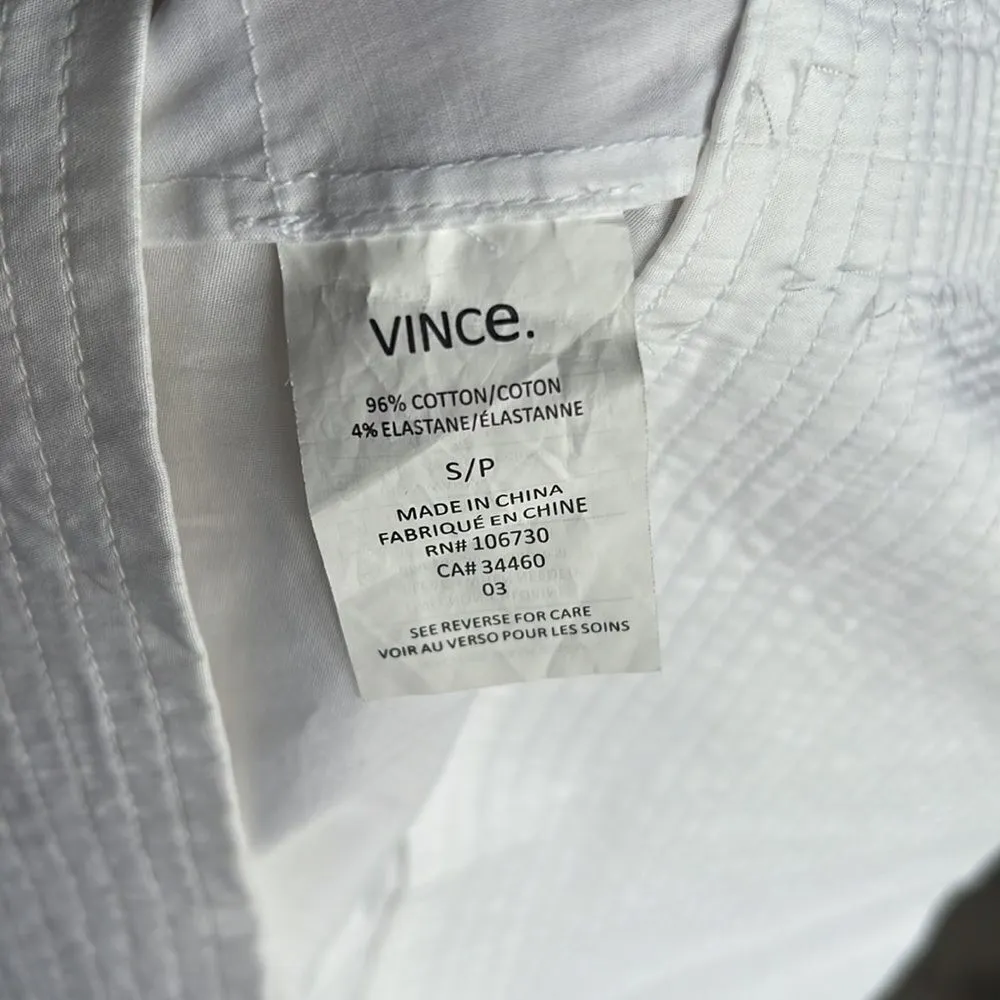 VINCe.
96% COTTON/COTON
4% ELASTANE/ÉLASTANNE
S/P
MADE IN CHINA
FABRIQUÉ EN CHINE
RN# 106730
CA# 34460
03
SEE REVERSE FOR CARE
VOIR AU VERSO POUR LES SOINS